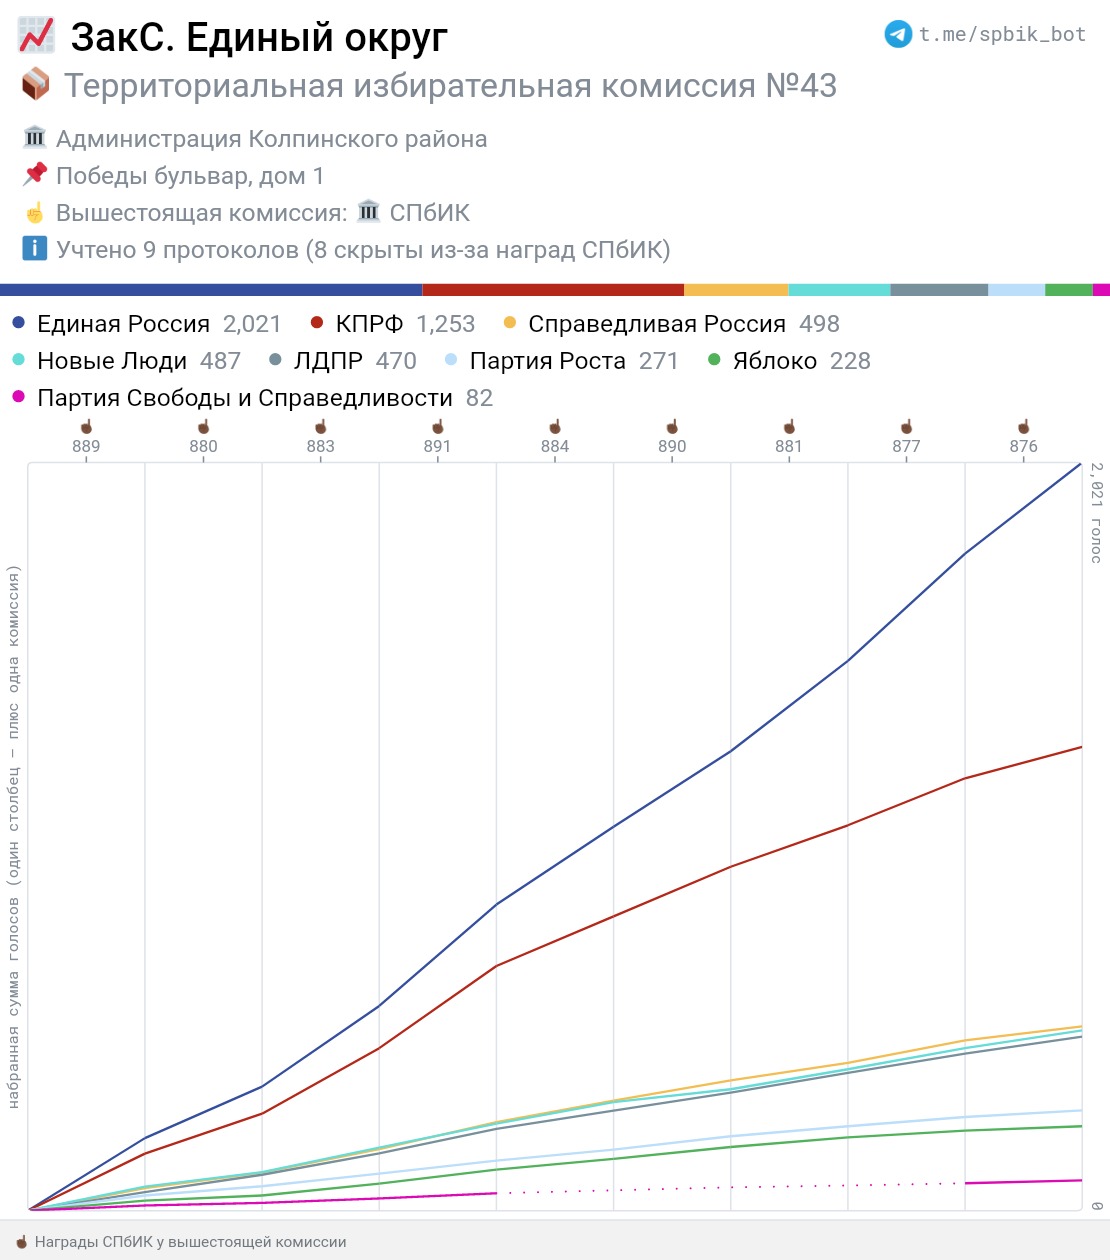 ЗакС. Единый округ
t.me/spbik_bot
Территориальная избирательная комиссия №43
Администрация Колпинского района
Победы бульвар, дом 1
Вышестоящая комиссия: СПбИК
Учтено 9 протоколов (8 скрыты из-за наград СПбИК)
Единая Россия 2,021 КПРФ 1,253 Справедливая Россия 498
Новые Люди 487 ЛДПР 470 Партия Роста 271 Яблоко 228
Партия Свободы и Справедливости 82
889 880 883 891 884 890 881 877 876
2,021 голос
набранная сумма голосов (один столбец — плюс одна комиссия)
0
Награды СПбИК у вышестоящей комиссии